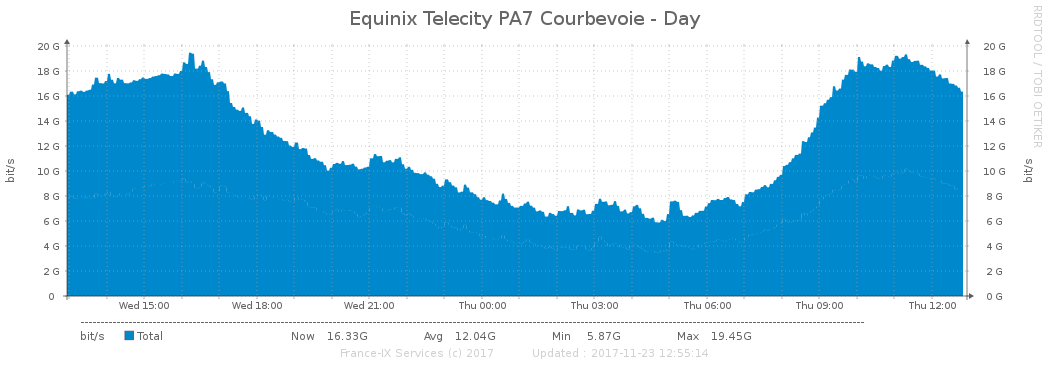 Equinix Telecity PA7 Courbevoie - Day
RRDTOOL / TOBI OETIKER
20 G 20 G
18 G 18 G
16 G 16 G
14 G 14 G
12 G 12 G
10 G 10 G
8 G 8 G
6 G 6 G
4 G 4 G
2 G 2 G
0 0 G
bit/s
bit/s
Wed 15:00 Wed 18:00 Wed 21:00 Thu 00:00 Thu 03:00 Thu 06:00 Thu 09:00 Thu 12:00
bit/s Total Now 16.33G Avg 12.04G Min 5.87G Max 19.45G
France-IX Services (c) 2017 Updated : 2017-11-23 12:55:14